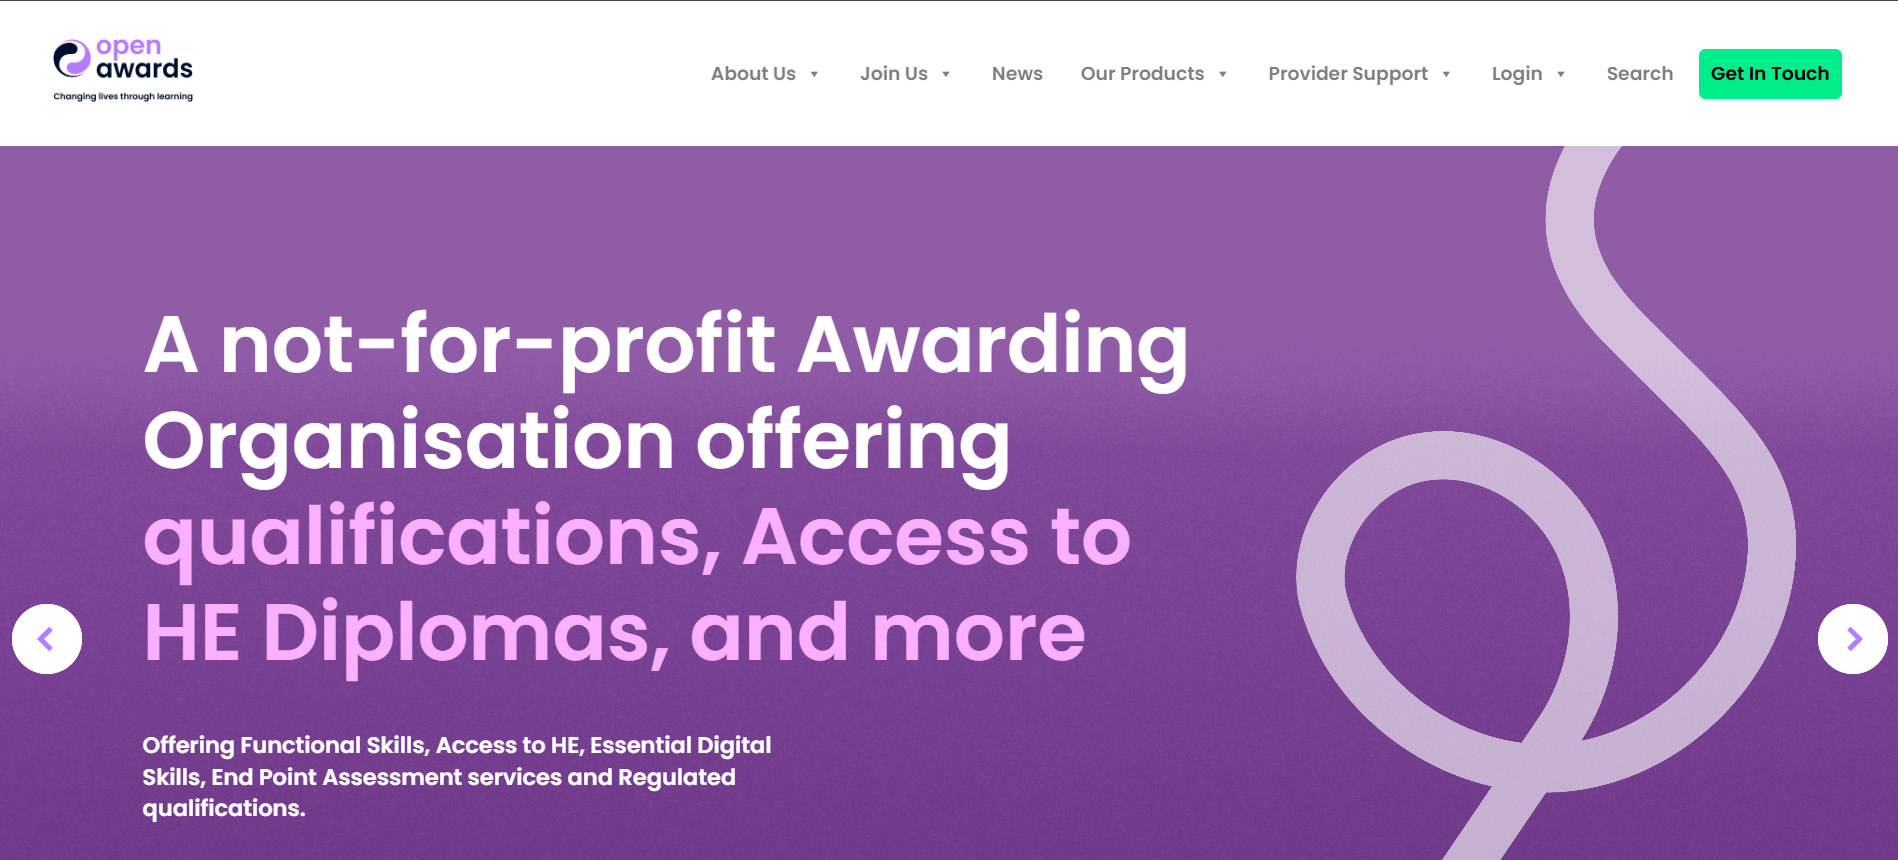 open
awards
Changing lives through learning
About Us
Join Us
News
Our Products
Provider Support
Login
Search
Get In Touch
A not-for-profit Awarding
Organisation offering
qualifications, Access to
HE Diplomas, and more
Offering Functional Skills, Access to HE, Essential Digital
Skills, End Point Assessment services and Regulated
qualifications.